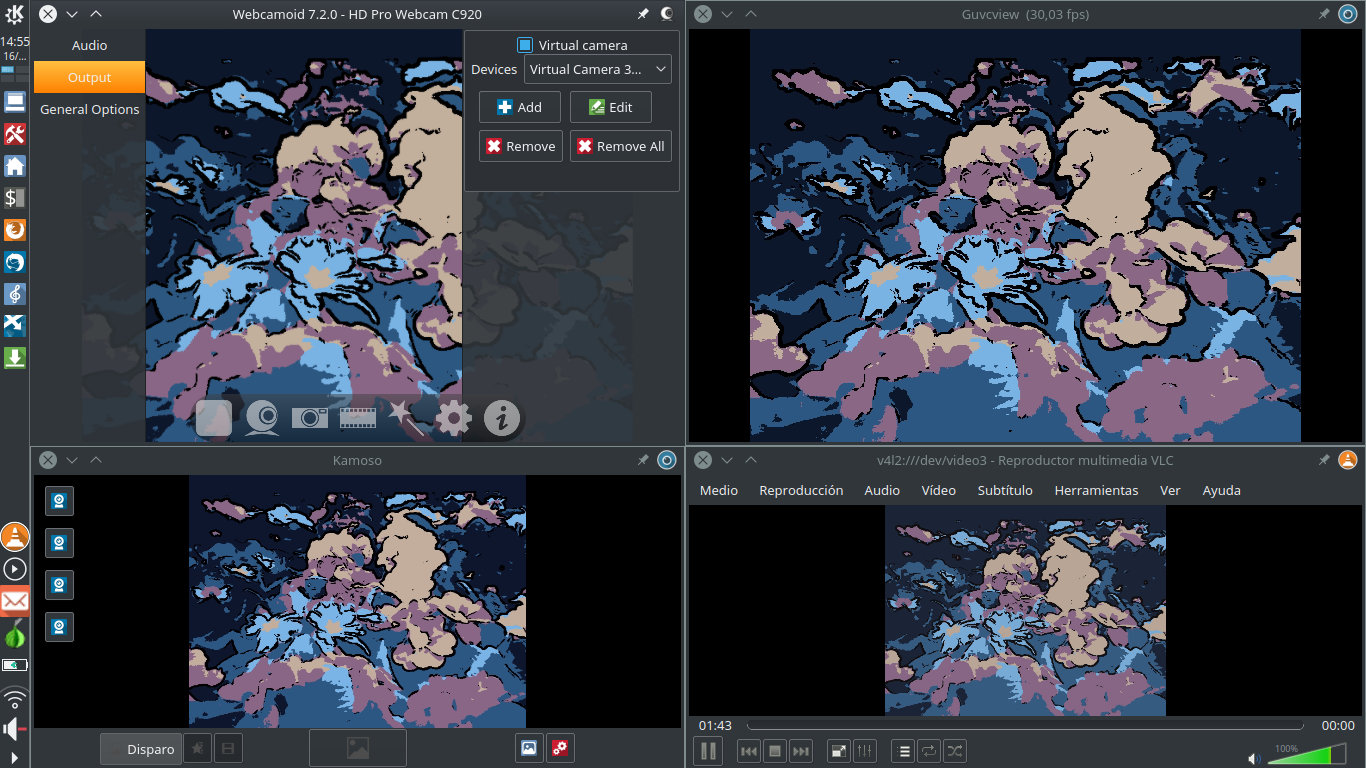 Webcamoid 7.2.0 - HD Pro Webcam C920
14:55
16/...
Audio
Output
General Options
Virtual camera
Devices
Virtual Camera 3...
Add
Edit
Remove
Remove All
Guvcview (30,03 fps)
Kamoso
Disparo
v4l2:///dev/video3 - Reproductor multimedia VLC
Medio Reproducción Audio Vídeo Subtítulo Herramientas Ver Ayuda
01:43
00:00
100%